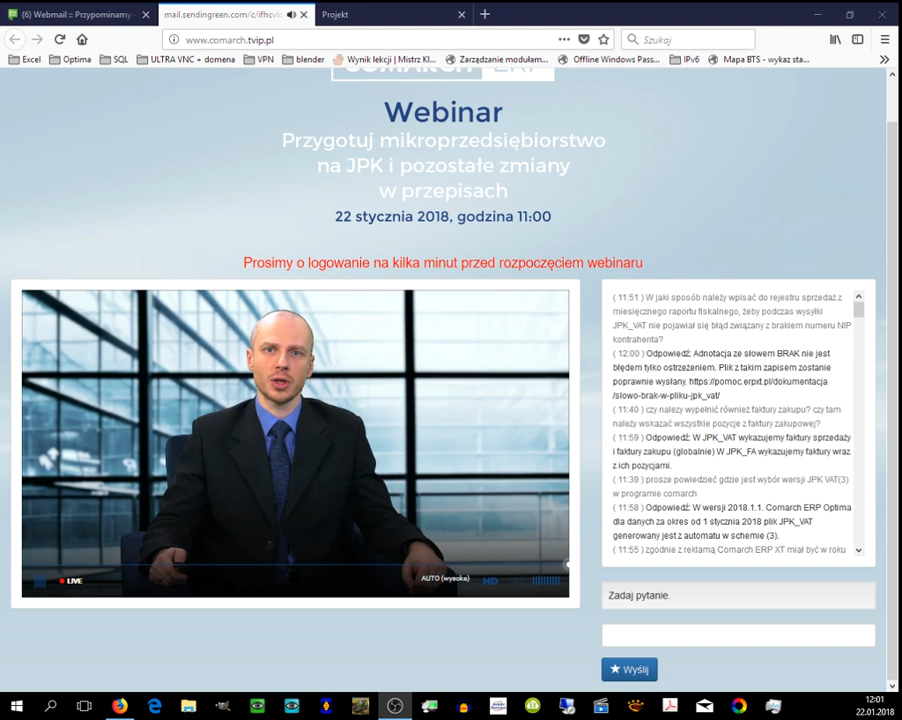 (6) Webmail :: Przypominamy
mail.sendingreen.com/c/ifhcvlc
Projekt
www.comarch.tvip.pl
Szukaj
Excel
Optima
SQL
ULTRA VNC + domena
VPN
blender
Wynik lekcji | Mistrz Kl...
Zarządzanie modułam...
Offline Windows Pass...
IPv6
Mapa BTS - wykaz sta...
COMARCH ERP
Webinar
Przygotuj mikroprzedsiębiorstwo
na JPK i pozostałe zmiany
w przepisach
22 stycznia 2018, godzina 11:00
Prosimy o logowanie na kilka minut przed rozpoczęciem webinaru
LIVE
AUTO (wysoka)
HD
( 11:51 ) W jaki sposób należy wpisać do rejestru sprzedaż z
miesięcznego raportu fiskalnego, żeby podczas wysyłki
JPK_VAT nie pojawiał się błąd związany z brakiem numeru NIP
kontrahenta?
( 12:00 ) Odpowiedź: Adnotacja ze słowem BRAK nie jest
błędem tylko ostrzeżeniem. Plik z takim zapisem zostanie
poprawnie wysłany. https://pomoc.erpxt.pl/dokumentacja
/slowo-brak-w-pliku-jpk_vat/
( 11:40 ) czy nalezy wypełnić również faktury zakupu? czy tam
należy wskazać wszystkie pozycje z faktury zakupowej?
( 11:59 ) Odpowiedź: W JPK_VAT wykazujemy faktury sprzedaży
i faktury zakupu (globalnie) W JPK_FA wykazujemy faktury wraz
z ich pozycjami.
( 11:39 ) prosze powiedzieć gdzie jest wybór wersji JPK VAT(3)
w programie comarch
( 11:58 ) Odpowiedź: W wersji 2018.1.1. Comarch ERP Optima
dla danych za okres od 1 stycznia 2018 plik JPK_VAT
generowany jest z automatu w schemie (3).
( 11:55 ) zgodnie z reklamą Comarch ERP XT miał być w roku
Zadaj pytanie.
Wyślij
12:01
22.01.2018